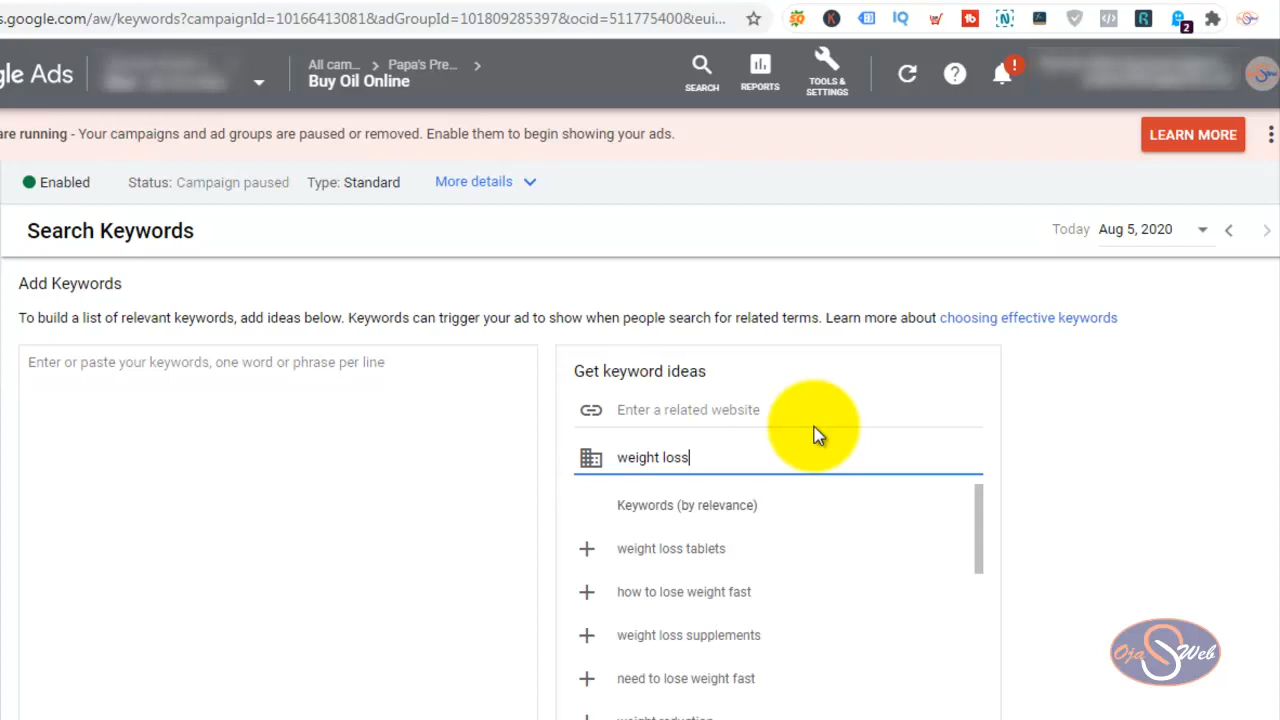 s.google.com/aw/keywords?campaignId=10166413081&adGroupId=101809285397&ocid=511775400&eui...
gle Ads
All cam...
Papa's Pre...
Buy Oil Online
SEARCH
REPORTS
TOOLS &
SETTINGS
are running - Your campaigns and ad groups are paused or removed. Enable them to begin showing your ads.
LEARN MORE
Enabled
Status: Campaign paused
Type: Standard
More details
Search Keywords
Today
Aug 5, 2020
Add Keywords
To build a list of relevant keywords, add ideas below. Keywords can trigger your ad to show when people search for related terms. Learn more about choosing effective keywords
Enter or paste your keywords, one word or phrase per line
Get keyword ideas
Enter a related website
weight loss
Keywords (by relevance)
weight loss tablets
how to lose weight fast
weight loss supplements
need to lose weight fast
weight reduction
Ojas Web